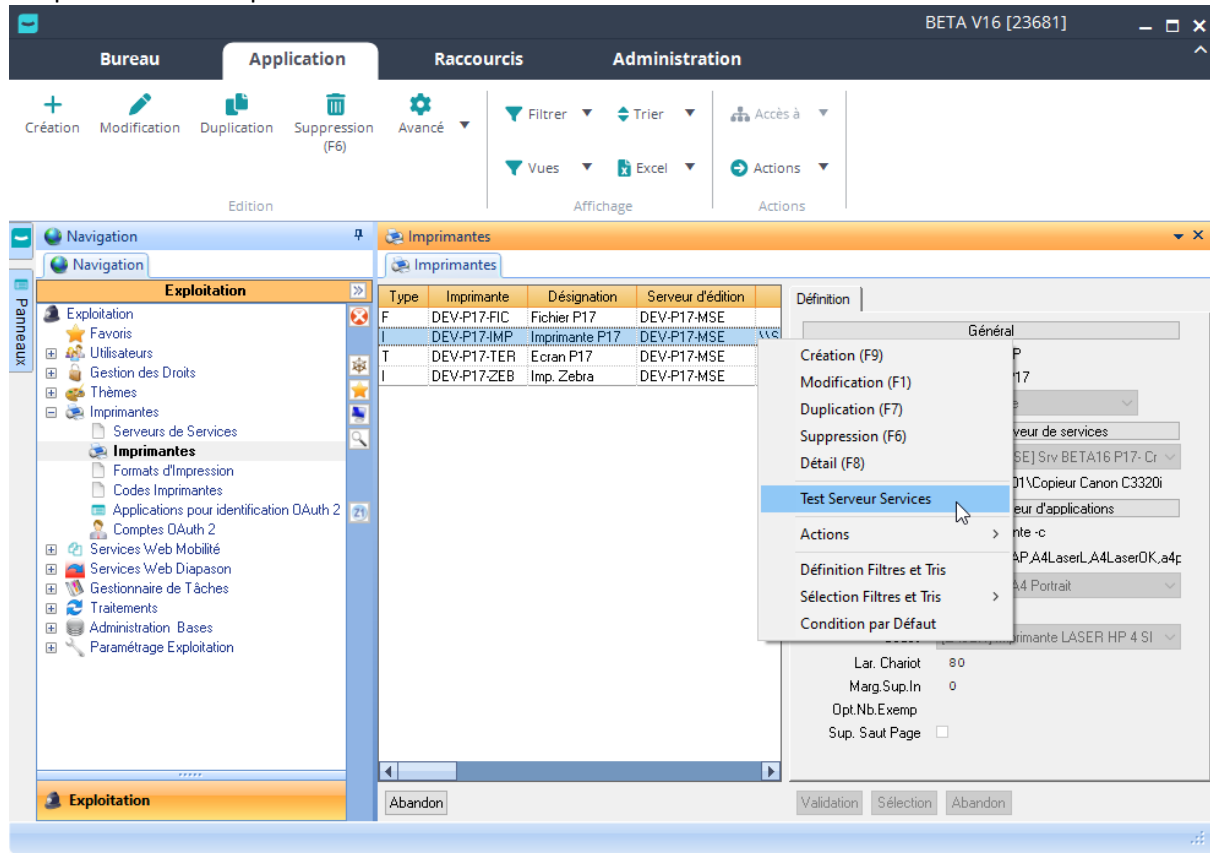 BETA V16 [23681]
Bureau Application Raccourcis Administration
Création Modification Duplication Suppression (F6) Avancé
Filtrer Trier Accès à
Vues Excel Actions
Edition Affichage Actions
Panneaux
Navigation
Navigation
Exploitation
Exploitation
Favoris
Utilisateurs
Gestion des Droits
Thèmes
Imprimantes
Serveurs de Services
Imprimantes
Formats d'Impression
Codes Imprimantes
Applications pour identification OAuth 2
Comptes OAuth 2
Services Web Mobilité
Services Web Diapason
Gestionnaire de Tâches
Traitements
Administration Bases
Paramétrage Exploitation
Exploitation
Imprimantes
Imprimantes
Type Imprimante Désignation Serveur d'édition
F DEV-P17-FIC Fichier P17 DEV-P17-MSE
I DEV-P17-IMP Imprimante P17 DEV-P17-MSE \\S
T DEV-P17-TER Ecran P17 DEV-P17-MSE
I DEV-P17-ZEB Imp. Zebra DEV-P17-MSE
Abandon
Création (F9)
Modification (F1)
Duplication (F7)
Suppression (F6)
Détail (F8)
Test Serveur Services
Actions
Définition Filtres et Tris
Sélection Filtres et Tris
Condition par Défaut
Définition
Général
P
17
veur de services
SE] Srv BETA16 P17- Cr
01\Copieur Canon C3320i
eur d'applications
nte -c
AP,A4LaserL,A4LaserOK,a4p
A4 Portrait
primante LASER HP 4 SI
Lar. Chariot 80
Marg.Sup.In 0
Opt.Nb.Exemp
Sup. Saut Page
Validation Sélection Abandon